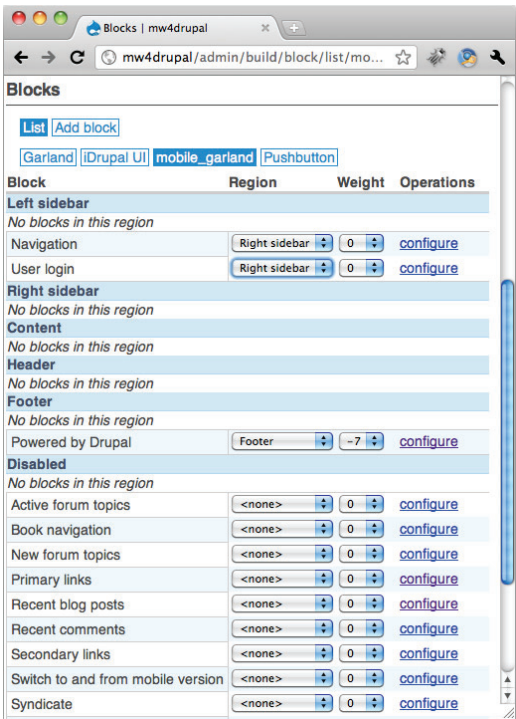 Blocks | mw4drupal
mw4drupal/admin/build/block/list/mo...
Blocks
List Add block
Garland iDrupal UI mobile_garland Pushbutton
Block Region Weight Operations
Left sidebar
No blocks in this region
Navigation Right sidebar 0 configure
User login Right sidebar 0 configure
Right sidebar
No blocks in this region
Content
No blocks in this region
Header
No blocks in this region
Footer
No blocks in this region
Powered by Drupal Footer -7 configure
Disabled
No blocks in this region
Active forum topics <none> 0 configure
Book navigation <none> 0 configure
New forum topics <none> 0 configure
Primary links <none> 0 configure
Recent blog posts <none> 0 configure
Recent comments <none> 0 configure
Secondary links <none> 0 configure
Switch to and from mobile version <none> 0 configure
Syndicate <none> 0 configure